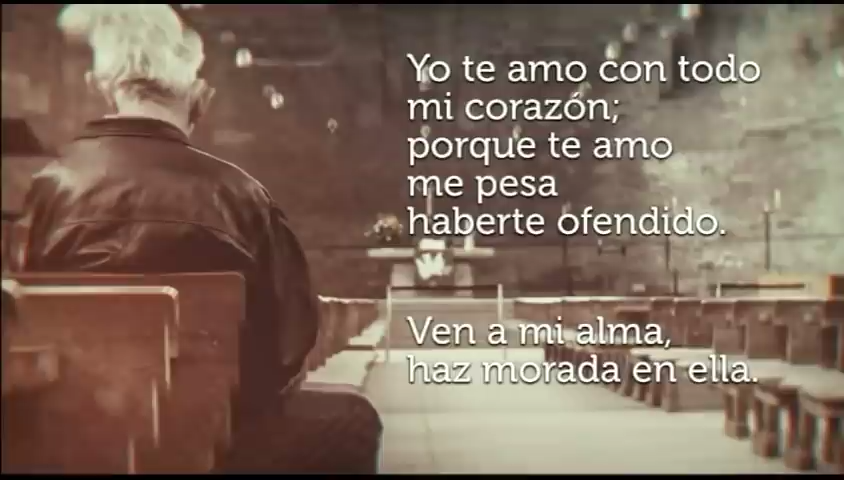 Yo te amo con todo
mi corazón;
porque te amo
me pesa
haberte ofendido.
Ven a mi alma,
haz morada en ella.